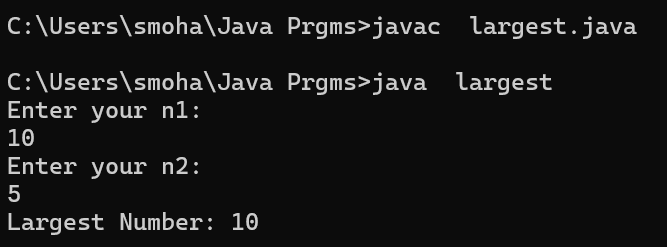 C:\Users\smoha\Java Prgms>javac  largest.java
C:\Users\smoha\Java Prgms>java  largest
Enter your n1:
10
Enter your n2:
5
Largest Number: 10